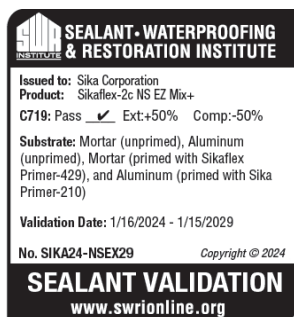 SWR
INSTITUTE
SEALANT • WATERPROOFING
& RESTORATION INSTITUTE
Issued to: Sika Corporation
Product: Sikaflex-2c NS EZ Mix+
C719: Pass ✔ Ext:+50% Comp:-50%
Substrate: Mortar (unprimed), Aluminum
(unprimed), Mortar (primed with Sikaflex
Primer-429), and Aluminum (primed with Sika
Primer-210)
Validation Date: 1/16/2024 - 1/15/2029
No. SIKA24-NSEX29 Copyright © 2024
SEALANT VALIDATION
www.swrionline.org